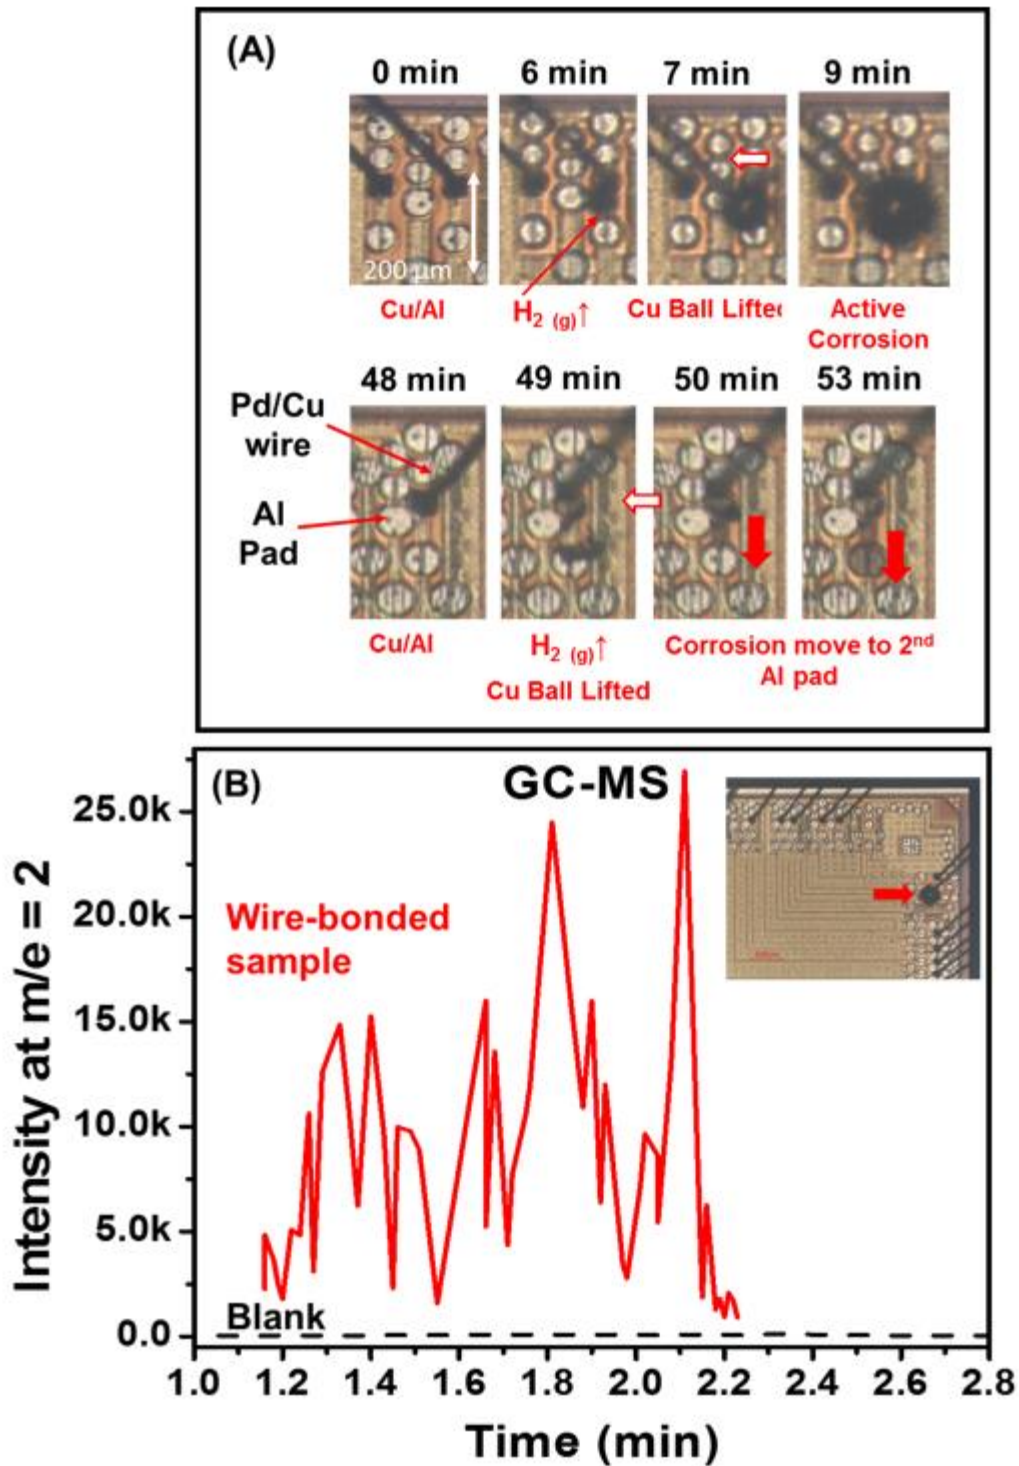 (A)
0 min 6 min 7 min 9 min
200 µm
Cu/Al H2 (g)↑ Cu Ball Lifted Active
Corrosion
48 min 49 min 50 min 53 min
Pd/Cu
wire
Al
Pad
Cu/Al H2 (g)↑ Corrosion move to 2nd
Cu Ball Lifted Al pad
(B) GC-MS
Intensity at m/e = 2
25.0k
20.0k
Wire-bonded
sample
15.0k
10.0k
5.0k
Blank
0.0
1.0 1.2 1.4 1.6 1.8 2.0 2.2 2.4 2.6 2.8
Time (min)